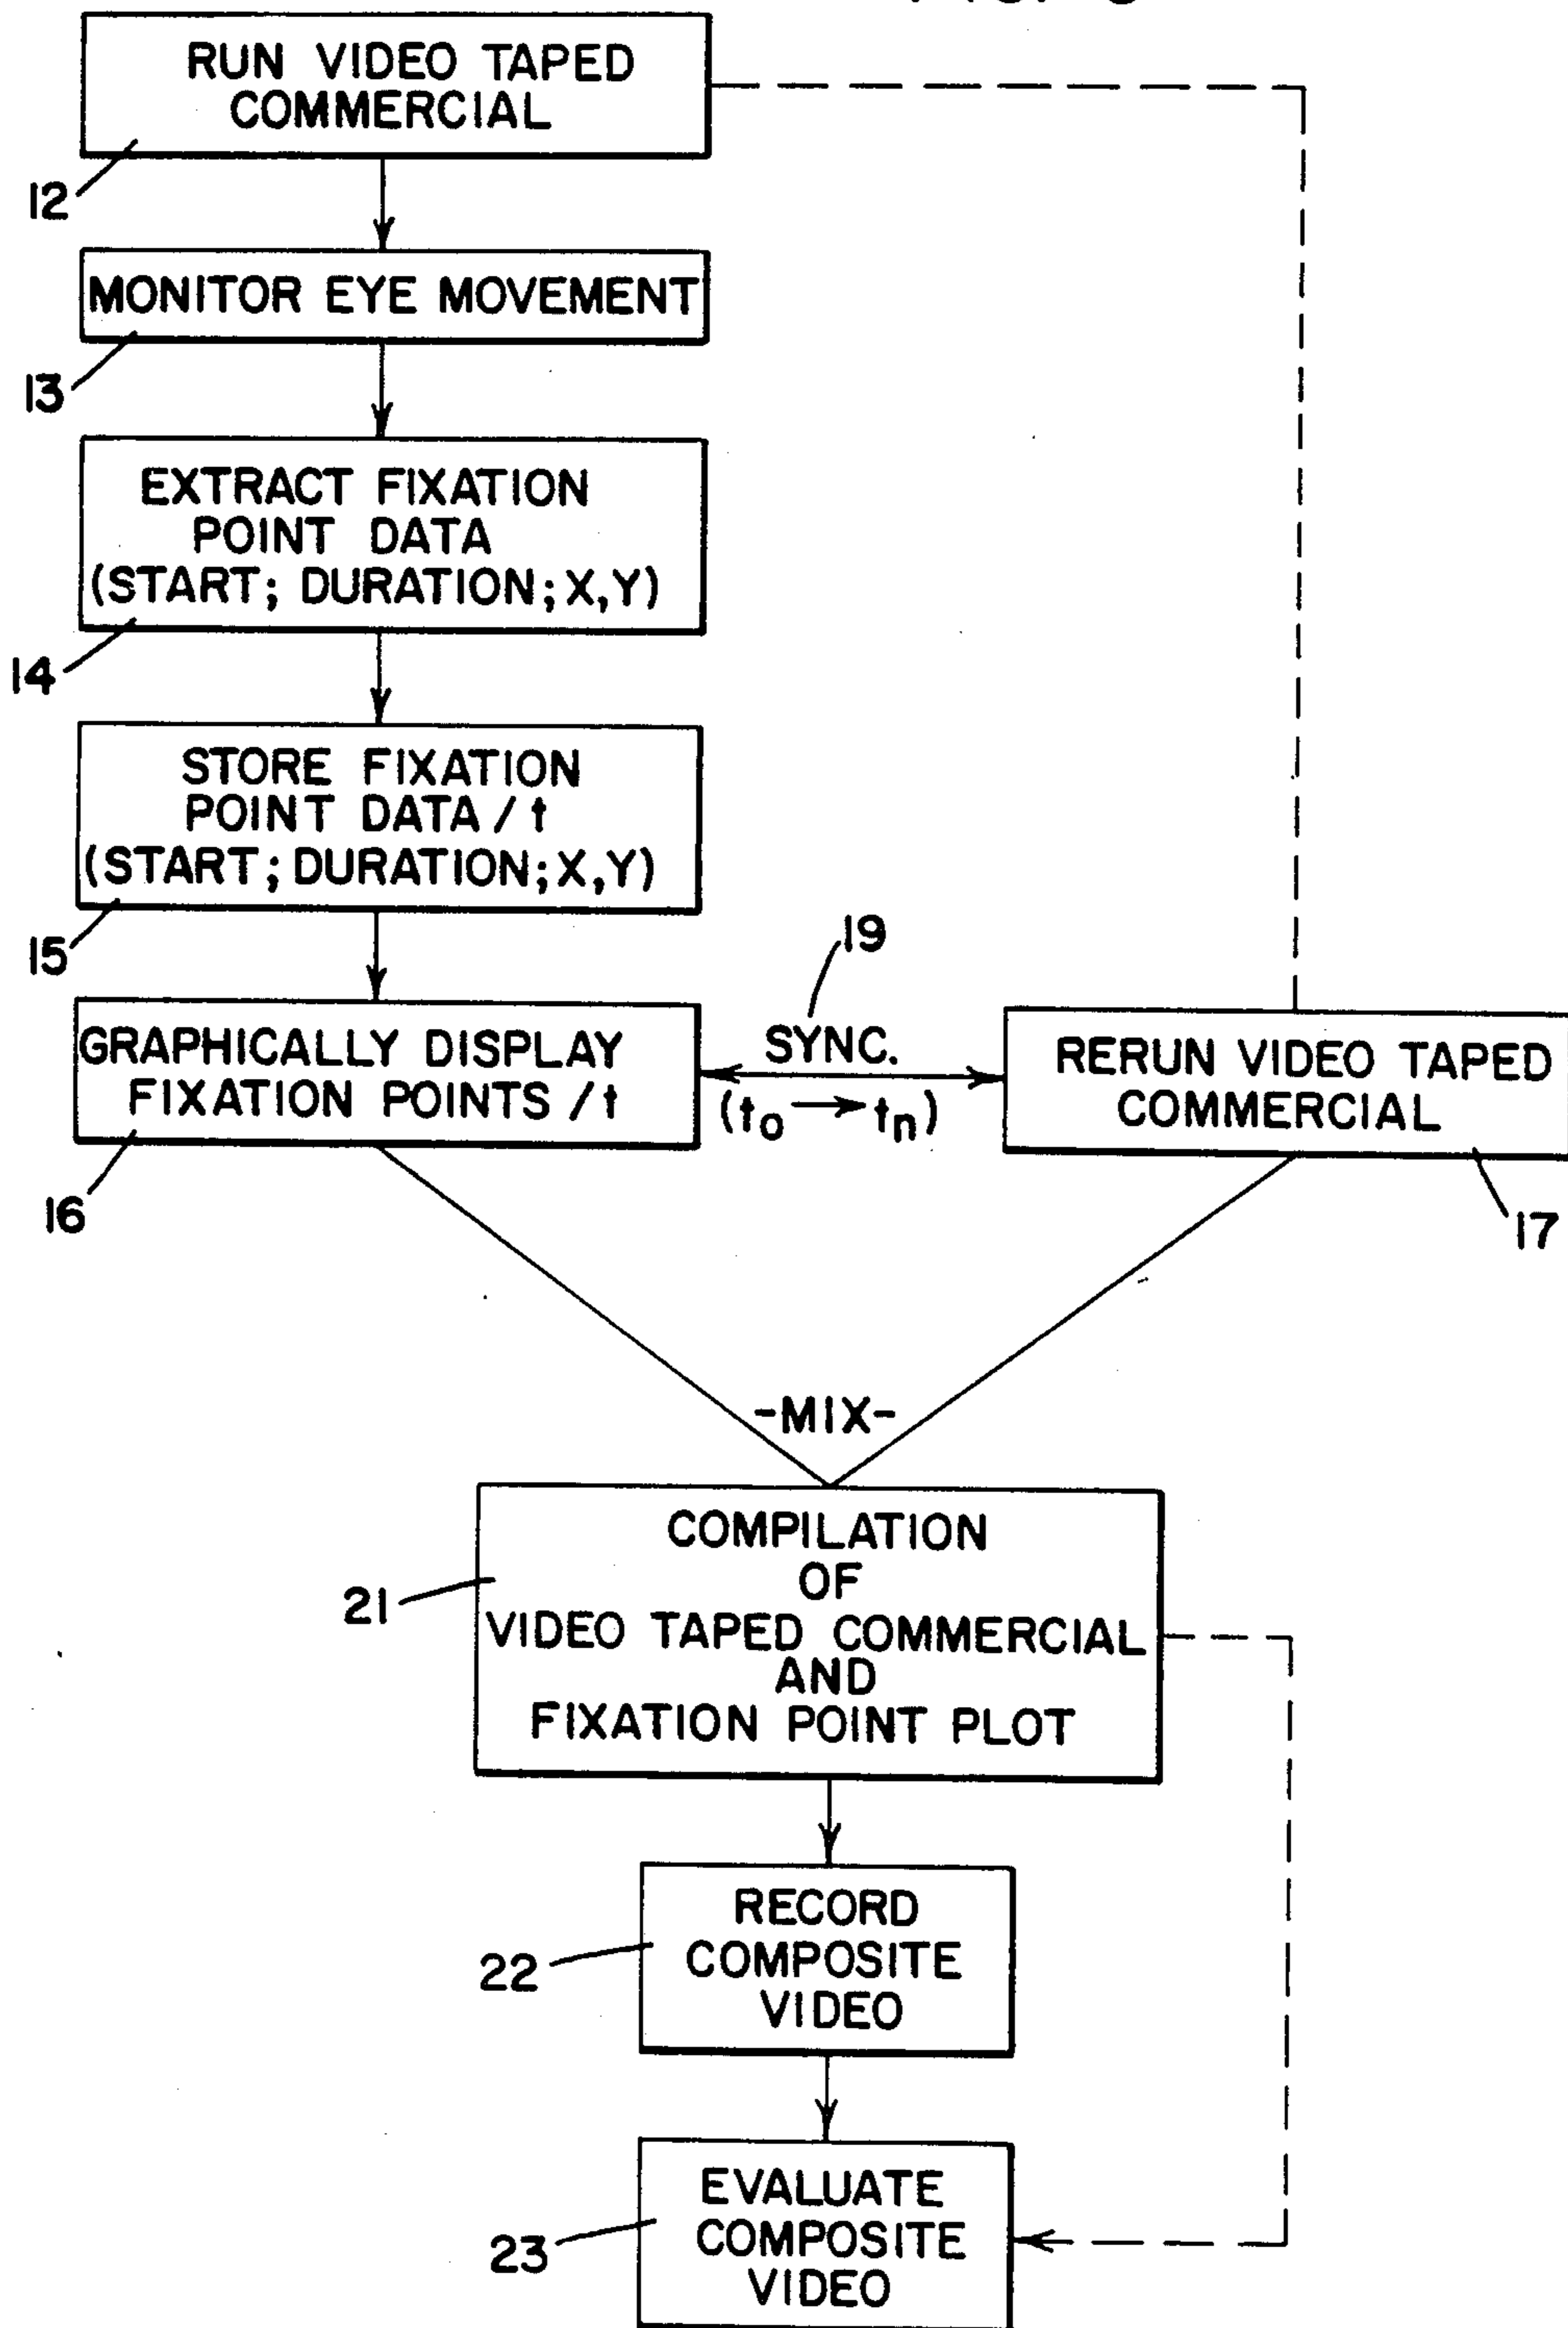 RUN VIDEO TAPED
COMMERCIAL
12
MONITOR EYE MOVEMENT
13
EXTRACT FIXATION
POINT DATA
(START; DURATION; X,Y)
14
STORE FIXATION
POINT DATA / t
(START; DURATION; X,Y)
15
19
GRAPHICALLY DISPLAY
FIXATION POINTS / t
16
SYNC.
(t₀ → tₙ)
RERUN VIDEO TAPED
COMMERCIAL
17
-MIX-
COMPILATION
OF
VIDEO TAPED COMMERCIAL
AND
FIXATION POINT PLOT
21
RECORD
COMPOSITE
VIDEO
22
EVALUATE
COMPOSITE
VIDEO
23